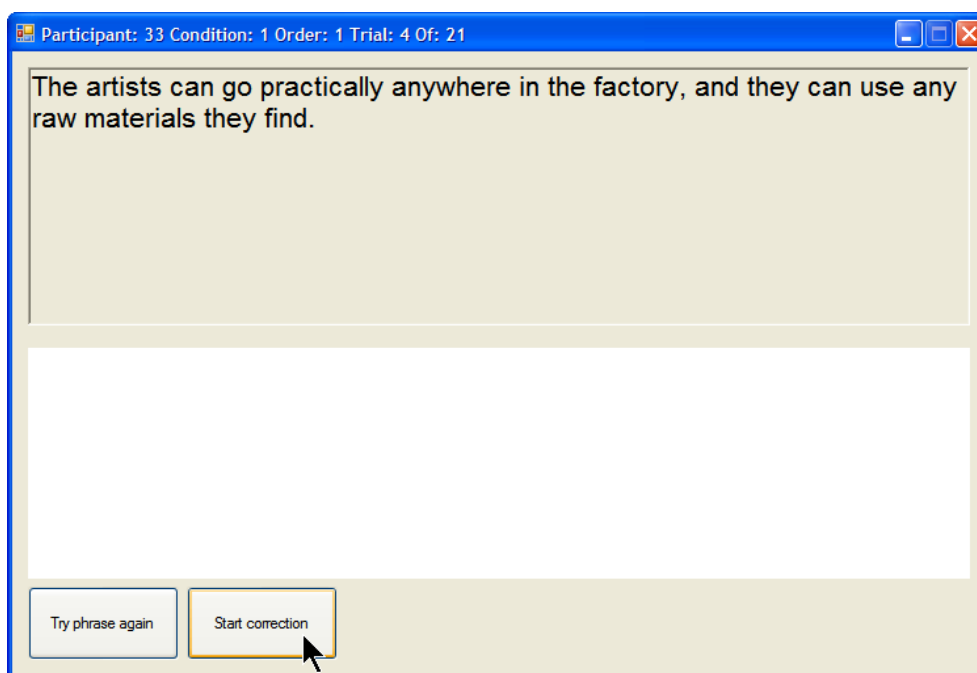 Participant: 33 Condition: 1 Order: 1 Trial: 4 Of: 21
The artists can go practically anywhere in the factory, and they can use any
raw materials they find.
Try phrase again
Start correction